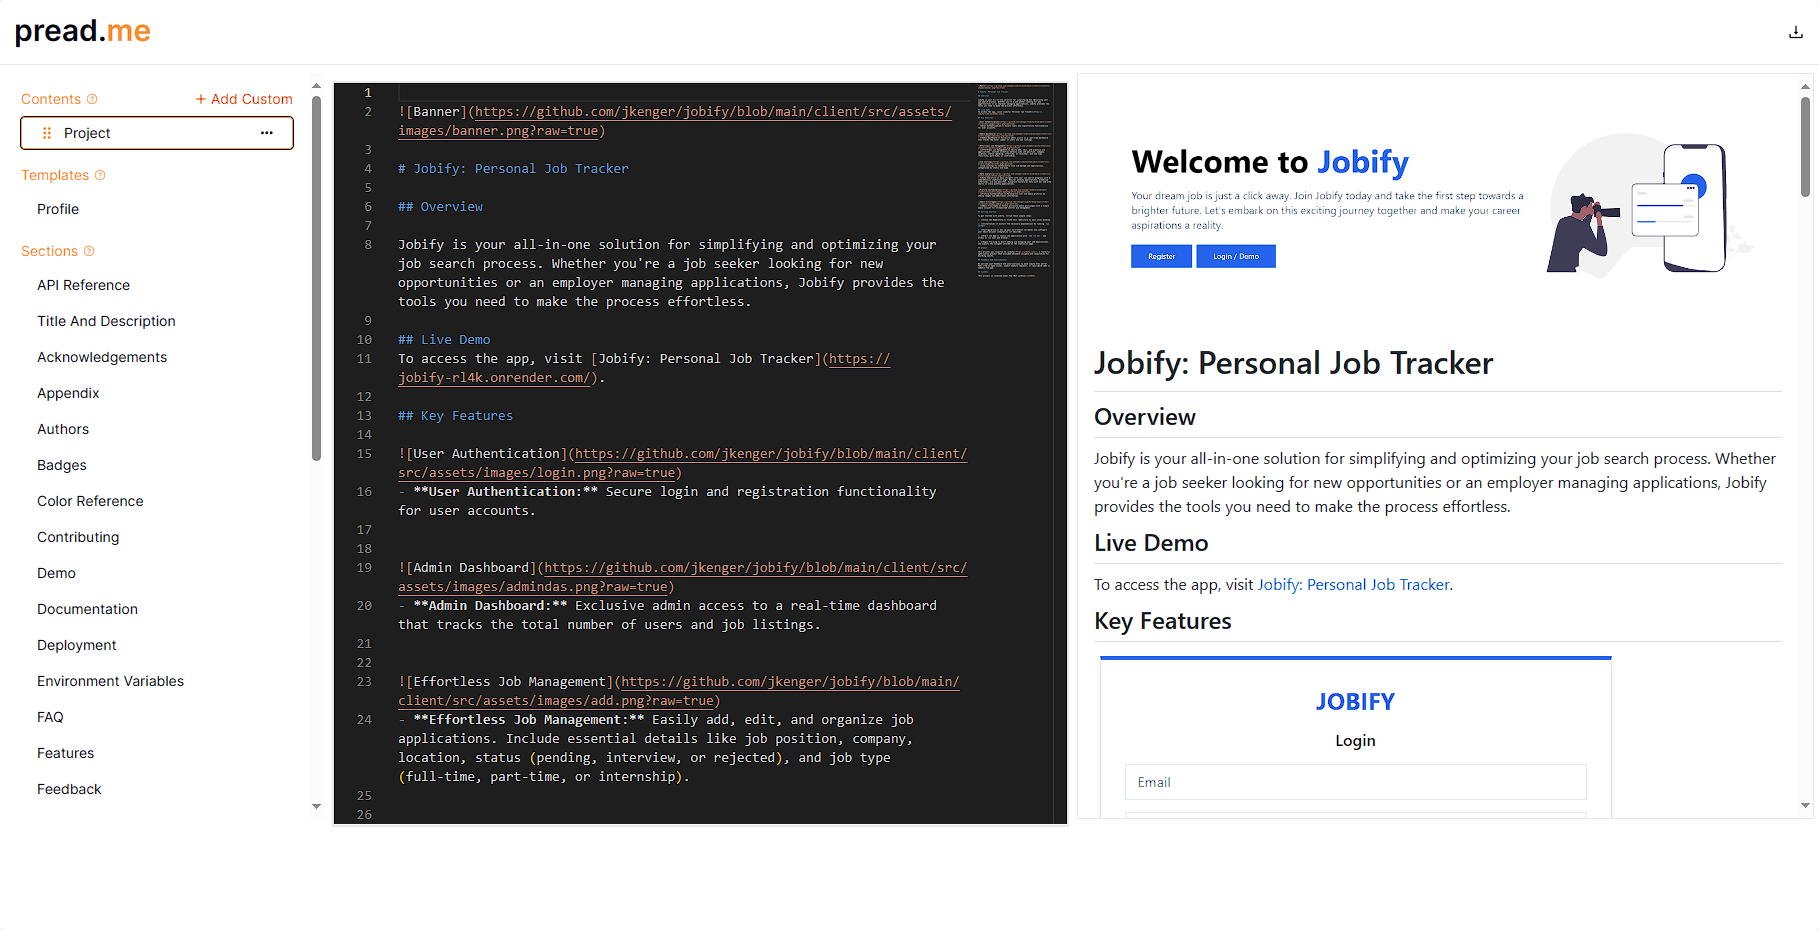 pread.me
Contents
+ Add Custom
Project
Templates
Profile
Sections
API Reference
Title And Description
Acknowledgements
Appendix
Authors
Badges
Color Reference
Contributing
Demo
Documentation
Deployment
Environment Variables
FAQ
Features
Feedback
1
2 ![Banner](https://github.com/jkenger/jobify/blob/main/client/src/assets/
images/banner.png?raw=true)
3
4 # Jobify: Personal Job Tracker
5
6 ## Overview
7
8 Jobify is your all-in-one solution for simplifying and optimizing your
job search process. Whether you're a job seeker looking for new
opportunities or an employer managing applications, Jobify provides the
tools you need to make the process effortless.
9
10 ## Live Demo
11 To access the app, visit [Jobify: Personal Job Tracker](https://
jobify-rl4k.onrender.com/).
12
13 ## Key Features
14
15 ![User Authentication](https://github.com/jkenger/jobify/blob/main/client/
src/assets/images/login.png?raw=true)
16 - **User Authentication:** Secure login and registration functionality
for user accounts.
17
18
19 ![Admin Dashboard](https://github.com/jkenger/jobify/blob/main/client/src/
assets/images/admindas.png?raw=true)
20 - **Admin Dashboard:** Exclusive admin access to a real-time dashboard
that tracks the total number of users and job listings.
21
22
23 ![Effortless Job Management](https://github.com/jkenger/jobify/blob/main/
client/src/assets/images/add.png?raw=true)
24 - **Effortless Job Management:** Easily add, edit, and organize job
applications. Include essential details like job position, company,
location, status (pending, interview, or rejected), and job type
(full-time, part-time, or internship).
25
26
Welcome to Jobify
Your dream job is just a click away. Join Jobify today and take the first step towards a
brighter future. Let's embark on this exciting journey together and make your career
aspirations a reality.
Register
Login / Demo
Jobify: Personal Job Tracker
Overview
Jobify is your all-in-one solution for simplifying and optimizing your job search process. Whether
you're a job seeker looking for new opportunities or an employer managing applications, Jobify
provides the tools you need to make the process effortless.
Live Demo
To access the app, visit Jobify: Personal Job Tracker.
Key Features
JOBIFY
Login
Email